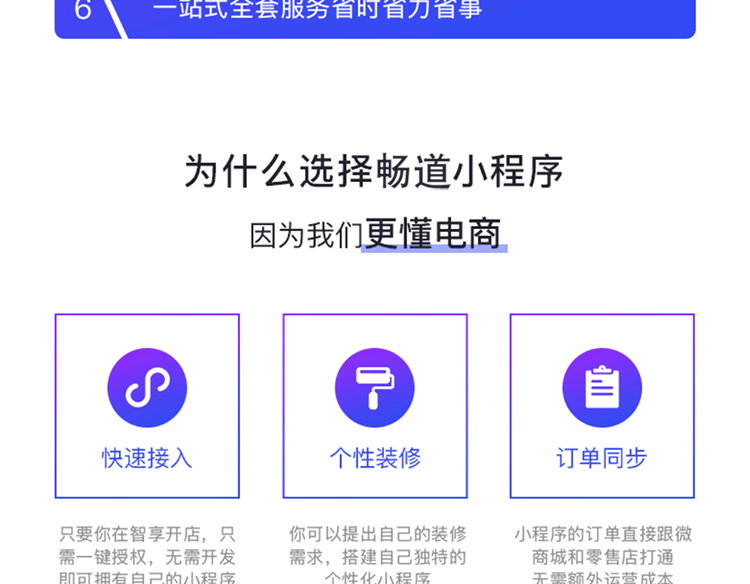 6 一站式全套服务省时省力省事
为什么选择畅道小程序
因为我们更懂电商
快速接入
个性装修
订单同步
只要你在智享开店，只
需一键授权，无需开发
即可拥有自己的小程序
你可以提出自己的装修
需求，搭建自己独特的
个性化小程序
小程序的订单直接跟微
商城和零售店打通
无需额外运营成本